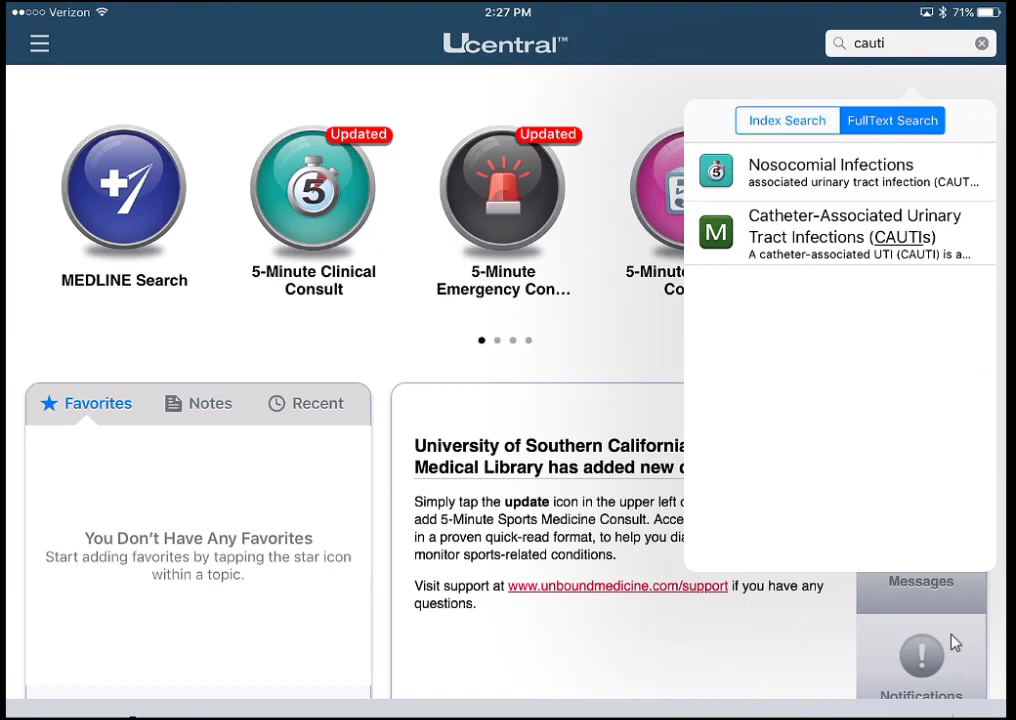 Verizon
2:27 PM
71%
Ucentral™
cauti
Index Search
FullText Search
Nosocomial Infections
associated urinary tract infection (CAUT...
Catheter-Associated Urinary
Tract Infections (CAUTIs)
A catheter-associated UTI (CAUTI) is a...
M
Updated
Updated
5
MEDLINE Search
5-Minute Clinical
Consult
5-Minute
Emergency Con...
5-Minute
Co
Favorites
Notes
Recent
You Don't Have Any Favorites
Start adding favorites by tapping the star icon
within a topic.
University of Southern California
Medical Library has added new
Simply tap the update icon in the upper left
add 5-Minute Sports Medicine Consult. Acce
in a proven quick-read format, to help you dia
monitor sports-related conditions.
Visit support at www.unboundmedicine.com/support if you have any
questions.
Messages
Notifications